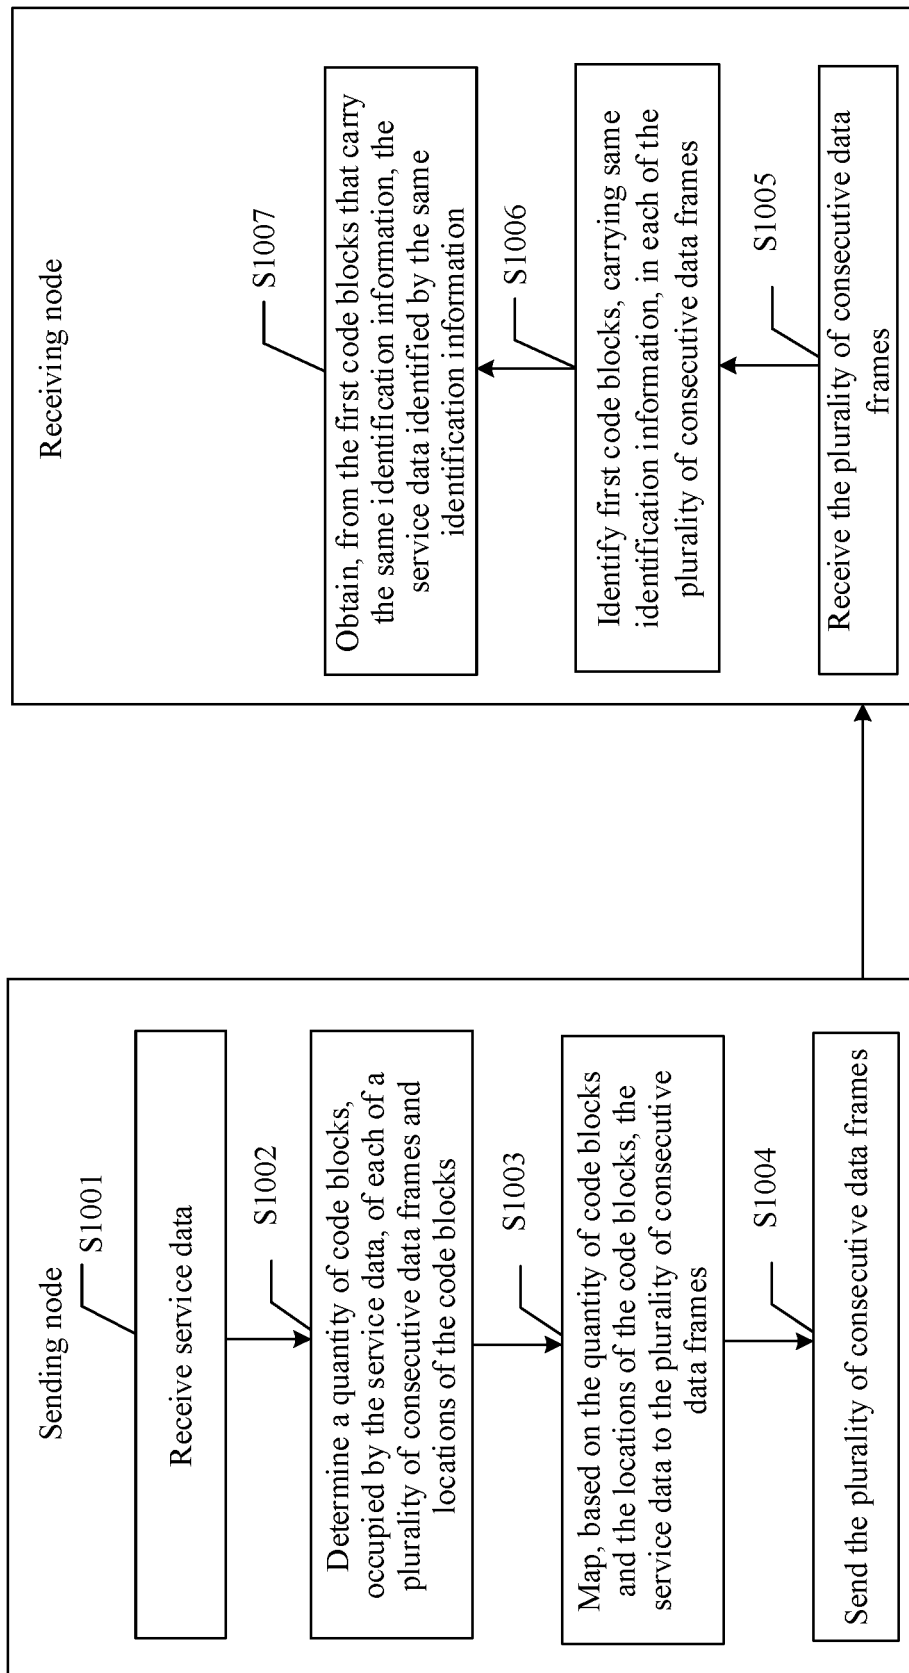 Sending node
S1001
Receive service data
S1002
Determine a quantity of code blocks,
occupied by the service data, of each of a
plurality of consecutive data frames and
locations of the code blocks
S1003
Map, based on the quantity of code blocks
and the locations of the code blocks, the
service data to the plurality of consecutive
data frames
S1004
Send the plurality of consecutive data frames
Receiving node
S1007
Obtain, from the first code blocks that carry
the same identification information, the
service data identified by the same
identification information
S1006
Identify first code blocks, carrying same
identification information, in each of the
plurality of consecutive data frames
S1005
Receive the plurality of consecutive data
frames